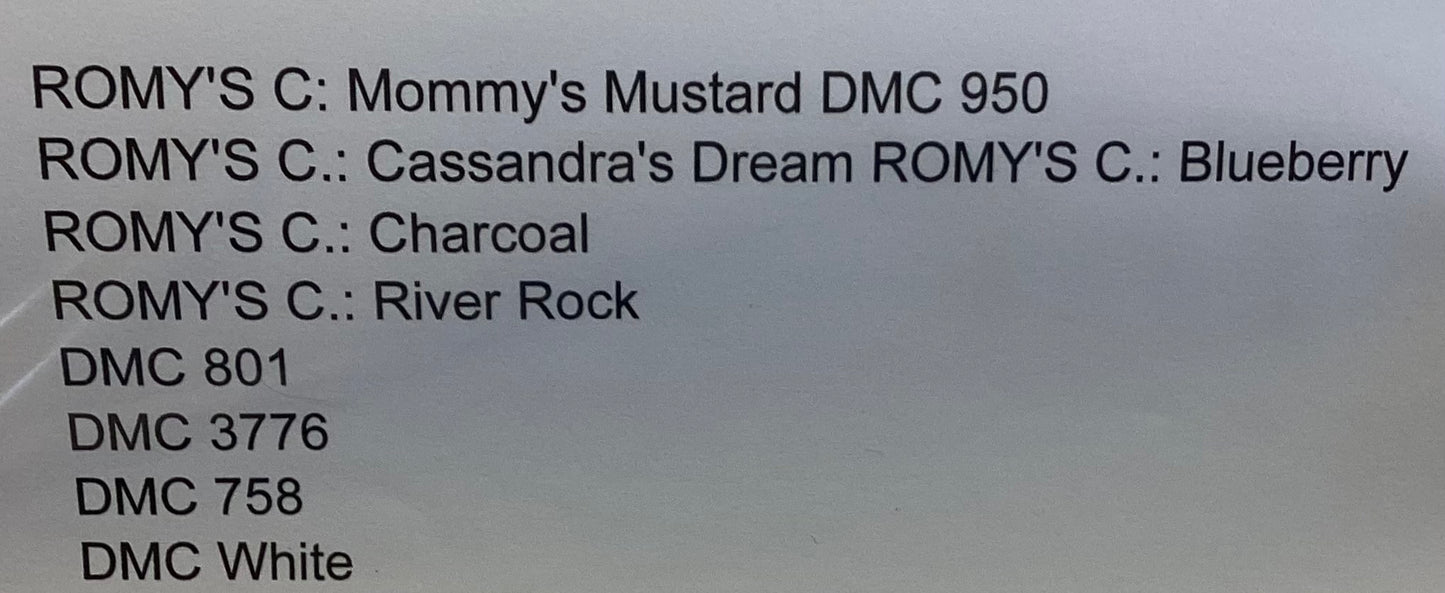 ROMY'S C: Mommy's Mustard DMC 950
ROMY'S C.: Cassandra's Dream ROMY'S C.: Blueberry
ROMY'S C.: Charcoal
ROMY'S C.: River Rock
DMC 801
DMC 3776
DMC 758
DMC White